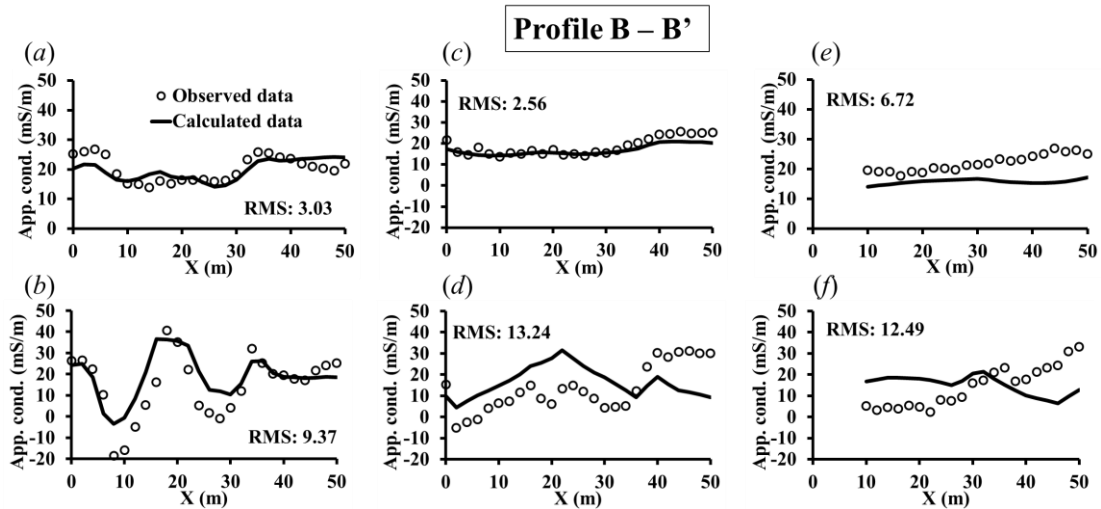 Profile B – B’
(a)
App. cond. (mS/m)
50
40
30
20
10
0
Observed data
Calculated data
RMS: 3.03
0 10 20 30 40 50
X (m)
(c)
App. cond. (mS/m)
50
40
30
20
10
0
-10
-20
RMS: 2.56
0 10 20 30 40 50
X (m)
(e)
App. cond. (mS/m)
50
40
30
20
10
0
RMS: 6.72
0 10 20 30 40 50
X (m)
(b)
App. cond. (mS/m)
50
40
30
20
10
0
-10
-20
RMS: 9.37
0 10 20 30 40 50
X (m)
(d)
App. cond. (mS/m)
50
40
30
20
10
0
-10
-20
RMS: 13.24
0 10 20 30 40 50
X (m)
(f)
App. cond. (mS/m)
50
40
30
20
10
0
-10
-20
RMS: 12.49
0 10 20 30 40 50
X (m)